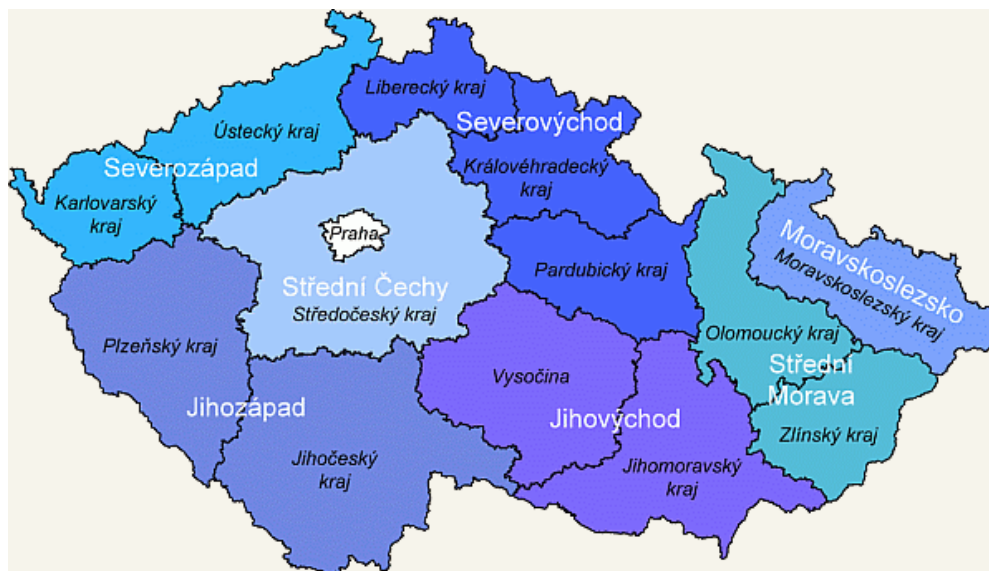 Liberecký kraj
Severovýchod
Ústecký kraj
Severozápad
Královéhradecký
kraj
Karlovarský
kraj
Praha
Moravskoslezsko
Moravskoslezský kraj
Pardubický kraj
Střední Čechy
Středočeský kraj
Olomoucký kraj
Plzeňský kraj
Střední
Morava
Vysočina
Jihozápad
Jihovýchod
Zlínský kraj
Jihočeský
kraj
Jihomoravský
kraj